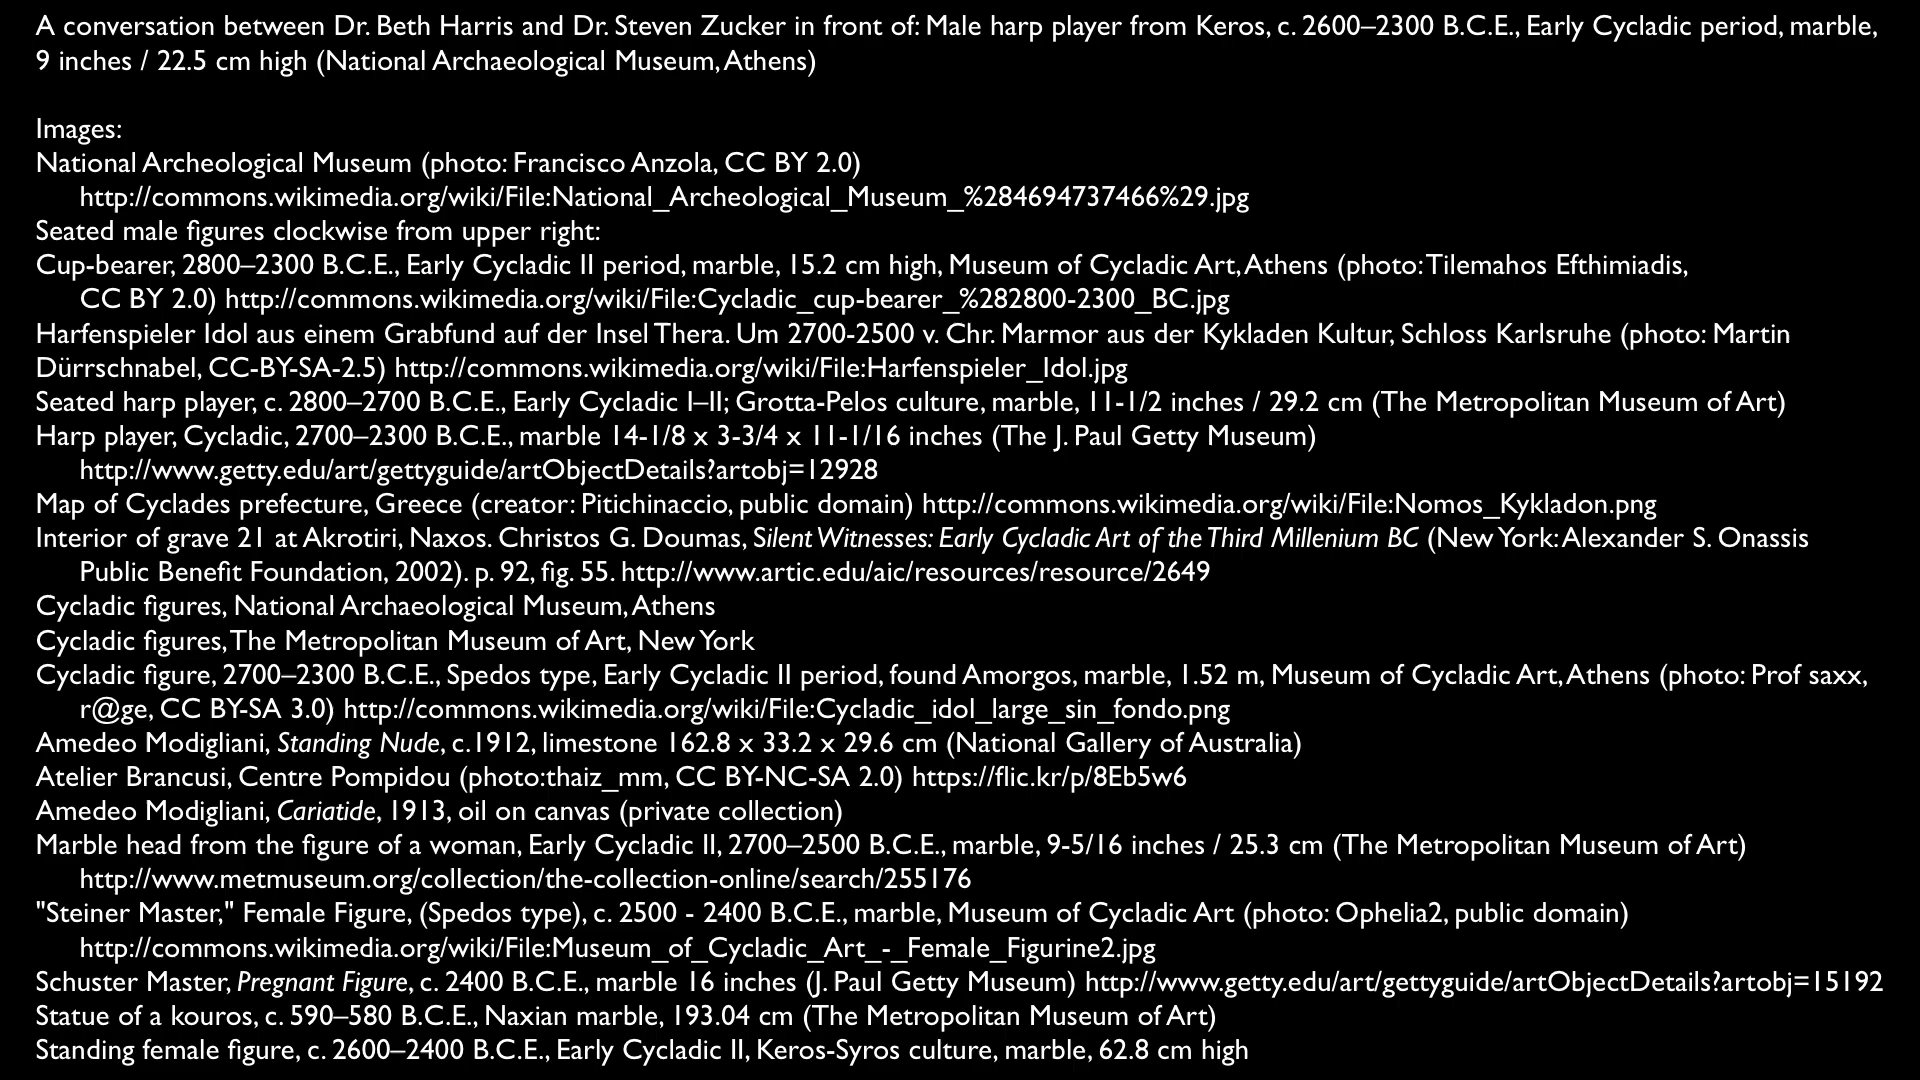 A conversation between Dr. Beth Harris and Dr. Steven Zucker in front of: Male harp player from Keros, c. 2600–2300 B.C.E., Early Cycladic period, marble,
9 inches / 22.5 cm high (National Archaeological Museum, Athens)
Images:
National Archeological Museum (photo: Francisco Anzola, CC BY 2.0)
http://commons.wikimedia.org/wiki/File:National_Archeological_Museum_%284694737466%29.jpg
Seated male figures clockwise from upper right:
Cup-bearer, 2800–2300 B.C.E., Early Cycladic II period, marble, 15.2 cm high, Museum of Cycladic Art, Athens (photo: Tilemahos Efthimiadis,
CC BY 2.0) http://commons.wikimedia.org/wiki/File:Cycladic_cup-bearer_%282800-2300_BC.jpg
Harfenspieler Idol aus einem Grabfund auf der Insel Thera. Um 2700-2500 v. Chr. Marmor aus der Kykladen Kultur, Schloss Karlsruhe (photo: Martin
Dürrschnabel, CC-BY-SA-2.5) http://commons.wikimedia.org/wiki/File:Harfenspieler_Idol.jpg
Seated harp player, c. 2800–2700 B.C.E., Early Cycladic I–II; Grotta-Pelos culture, marble, 11-1/2 inches / 29.2 cm (The Metropolitan Museum of Art)
Harp player, Cycladic, 2700–2300 B.C.E., marble 14-1/8 x 3-3/4 x 11-1/16 inches (The J. Paul Getty Museum)
http://www.getty.edu/art/gettyguide/artObjectDetails?artobj=12928
Map of Cyclades prefecture, Greece (creator: Pitichinaccio, public domain) http://commons.wikimedia.org/wiki/File:Nomos_Kykladon.png
Interior of grave 21 at Akrotiri, Naxos. Christos G. Doumas, Silent Witnesses: Early Cycladic Art of the Third Millenium BC (New York: Alexander S. Onassis
Public Benefit Foundation, 2002). p. 92, fig. 55. http://www.artic.edu/aic/resources/resource/2649
Cycladic figures, National Archaeological Museum, Athens
Cycladic figures, The Metropolitan Museum of Art, New York
Cycladic figure, 2700–2300 B.C.E., Spedos type, Early Cycladic II period, found Amorgos, marble, 1.52 m, Museum of Cycladic Art, Athens (photo: Prof saxx,
r@ge, CC BY-SA 3.0) http://commons.wikimedia.org/wiki/File:Cycladic_idol_large_sin_fondo.png
Amedeo Modigliani, Standing Nude, c.1912, limestone 162.8 x 33.2 x 29.6 cm (National Gallery of Australia)
Atelier Brancusi, Centre Pompidou (photo:thaiz_mm, CC BY-NC-SA 2.0) https://flic.kr/p/8Eb5w6
Amedeo Modigliani, Cariatide, 1913, oil on canvas (private collection)
Marble head from the figure of a woman, Early Cycladic II, 2700–2500 B.C.E., marble, 9-5/16 inches / 25.3 cm (The Metropolitan Museum of Art)
http://www.metmuseum.org/collection/the-collection-online/search/255176
"Steiner Master," Female Figure, (Spedos type), c. 2500 - 2400 B.C.E., marble, Museum of Cycladic Art (photo: Ophelia2, public domain)
http://commons.wikimedia.org/wiki/File:Museum_of_Cycladic_Art_-_Female_Figurine2.jpg
Schuster Master, Pregnant Figure, c. 2400 B.C.E., marble 16 inches (J. Paul Getty Museum) http://www.getty.edu/art/gettyguide/artObjectDetails?artobj=15192
Statue of a kouros, c. 590–580 B.C.E., Naxian marble, 193.04 cm (The Metropolitan Museum of Art)
Standing female figure, c. 2600–2400 B.C.E., Early Cycladic II, Keros-Syros culture, marble, 62.8 cm high